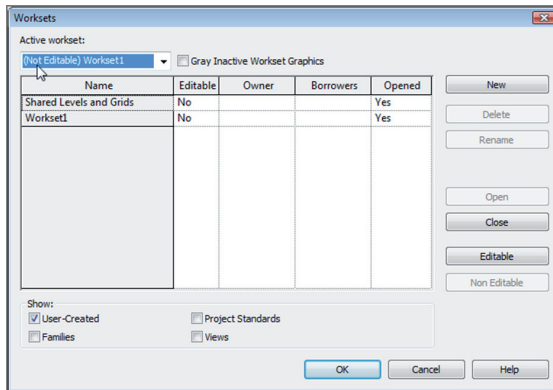 Worksets
Active workset:
(Not Editable) Workset1
Gray Inactive Workset Graphics
Name Editable Owner Borrowers Opened
Shared Levels and Grids No Yes
Workset1 No Yes
New
Delete
Rename
Open
Close
Editable
Non Editable
Show:
User-Created Project Standards
Families Views
OK Cancel Help